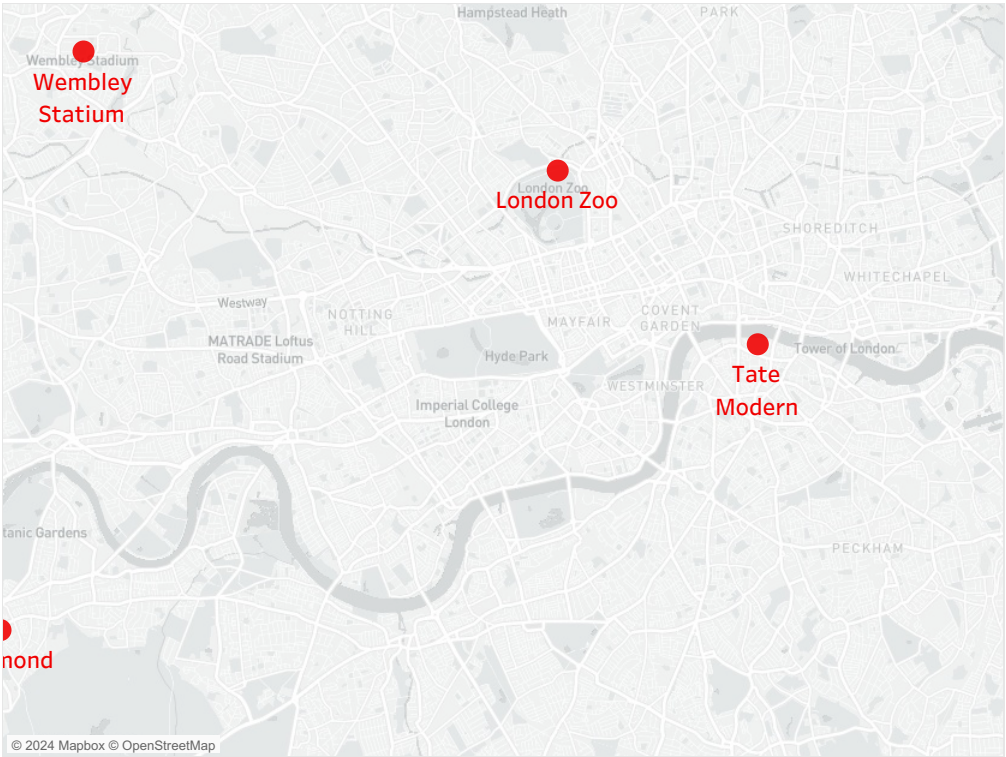 Hampstead Heath
PARK
Wembley Stadium
Wembley
Statium
London Zoo
London Zoo
SHOREDITCH
WHITECHAPEL
Westway
NOTTING
HILL
MAYFAIR
COVENT
GARDEN
MATRADE Loftus
Road Stadium
Hyde Park
Tower of London
WESTMINSTER
Tate
Modern
Imperial College
London
tanic Gardens
PECKHAM
mond
© 2024 Mapbox © OpenStreetMap